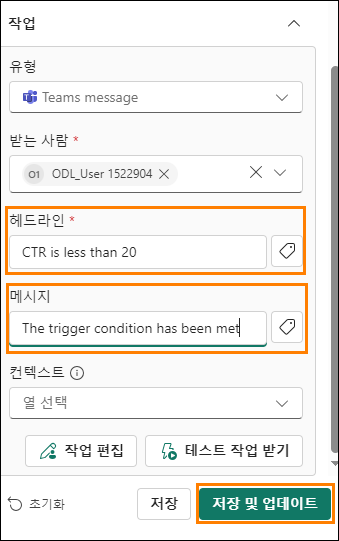 작업
유형
Teams message
받는 사람 *
O1 ODL_User 1522904
헤드라인 *
CTR is less than 20
메시지
The trigger condition has been met
컨텍스트
열 선택
작업 편집 테스트 작업 받기
초기화 저장 저장 및 업데이트